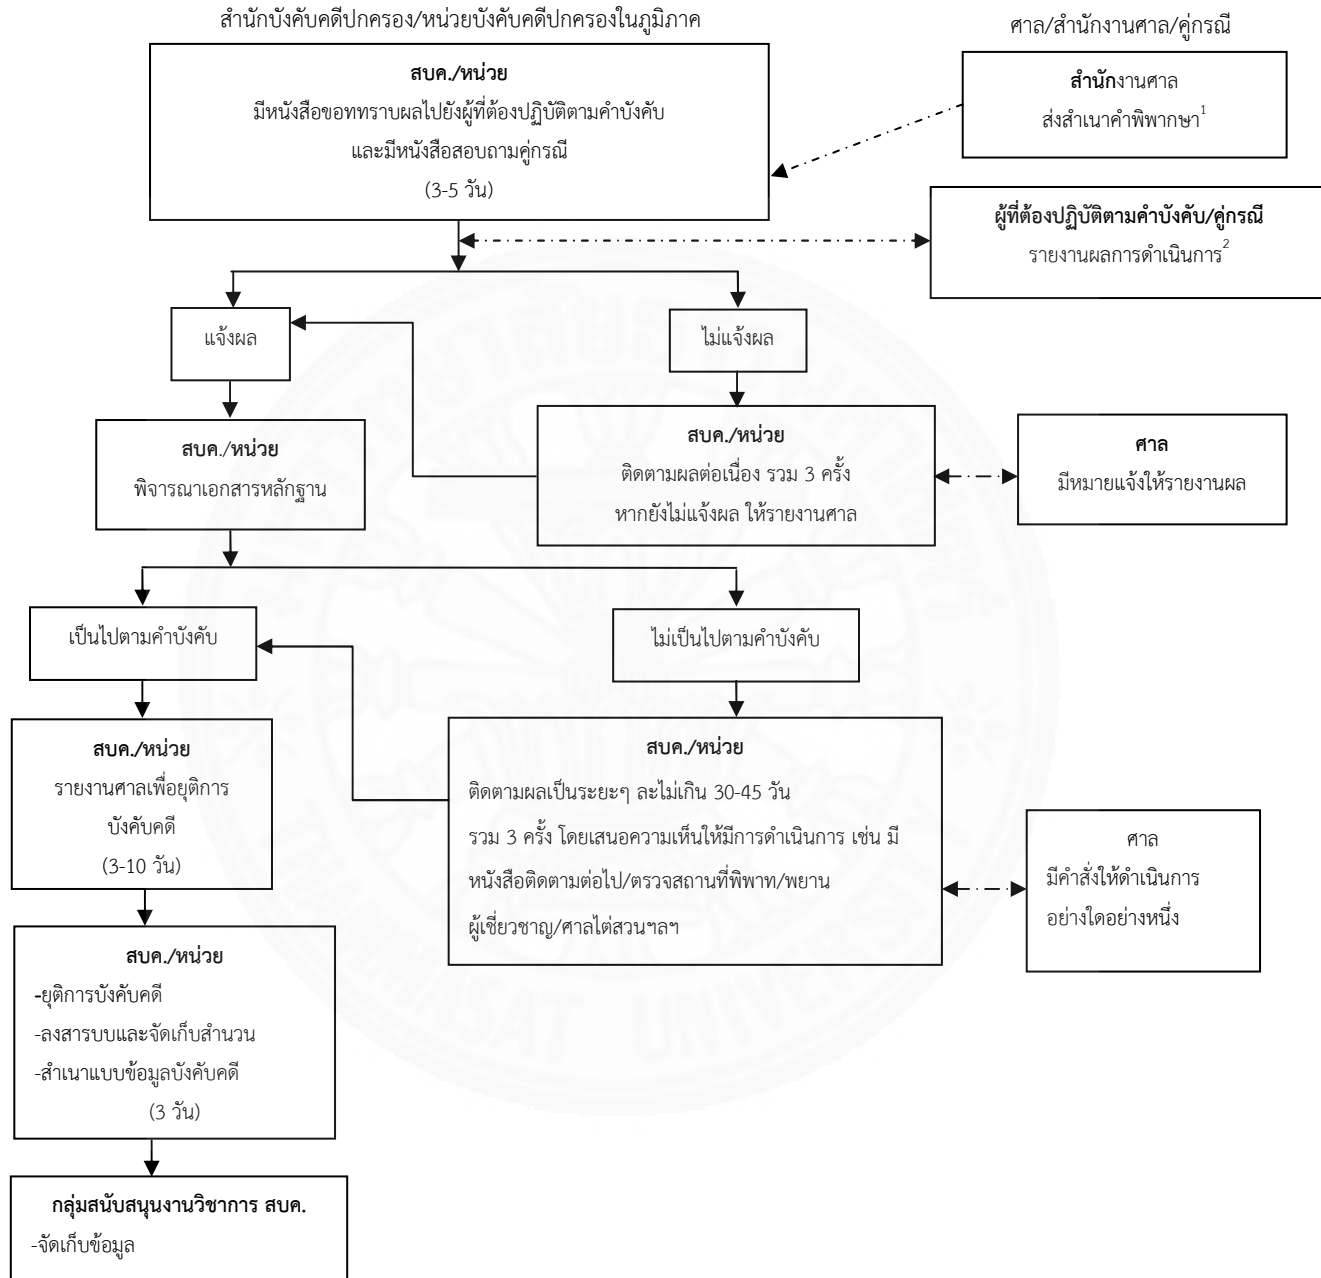 สำนักบังคับคดีปกครอง/หน่วยบังคับคดีปกครองในภูมิภาค
ศาล/สำนักงานศาล/คู่กรณี
สบค./หน่วย
มีหนังสือขอททราบผลไปยังผู้ที่ต้องปฏิบัติตามคำบังคับ
และมีหนังสือสอบถามคู่กรณี
(3-5 วัน)
สำนักงานศาล
ส่งสำเนาคำพิพากษา1
ผู้ที่ต้องปฏิบัติตามคำบังคับ/คู่กรณี
รายงานผลการดำเนินการ2
แจ้งผล
ไม่แจ้งผล
สบค./หน่วย
พิจารณาเอกสารหลักฐาน
สบค./หน่วย
ติดตามผลต่อเนื่อง รวม 3 ครั้ง
หากยังไม่แจ้งผล ให้รายงานศาล
ศาล
มีหมายแจ้งให้รายงานผล
เป็นไปตามคำบังคับ
ไม่เป็นไปตามคำบังคับ
สบค./หน่วย
รายงานศาลเพื่อยุติการ
บังคับคดี
(3-10 วัน)
สบค./หน่วย
ติดตามผลเป็นระยะๆ ละไม่เกิน 30-45 วัน
รวม 3 ครั้ง โดยเสนอความเห็นให้มีการดำเนินการ เช่น มี
หนังสือติดตามต่อไป/ตรวจสถานที่พิพาท/พยาน
ผู้เชี่ยวชาญ/ศาลไต่สวนฯลฯ
ศาล
มีคำสั่งให้ดำเนินการ
อย่างใดอย่างหนึ่ง
สบค./หน่วย
-ยุติการบังคับคดี
-ลงสารบบและจัดเก็บสำนวน
-สำเนาแบบข้อมูลบังคับคดี
(3 วัน)
กลุ่มสนับสนุนงานวิชาการ สบค.
-จัดเก็บข้อมูล
มหาวิทยาลัยธรรมศาสตร์
THAMMASAT UNIVERSITY